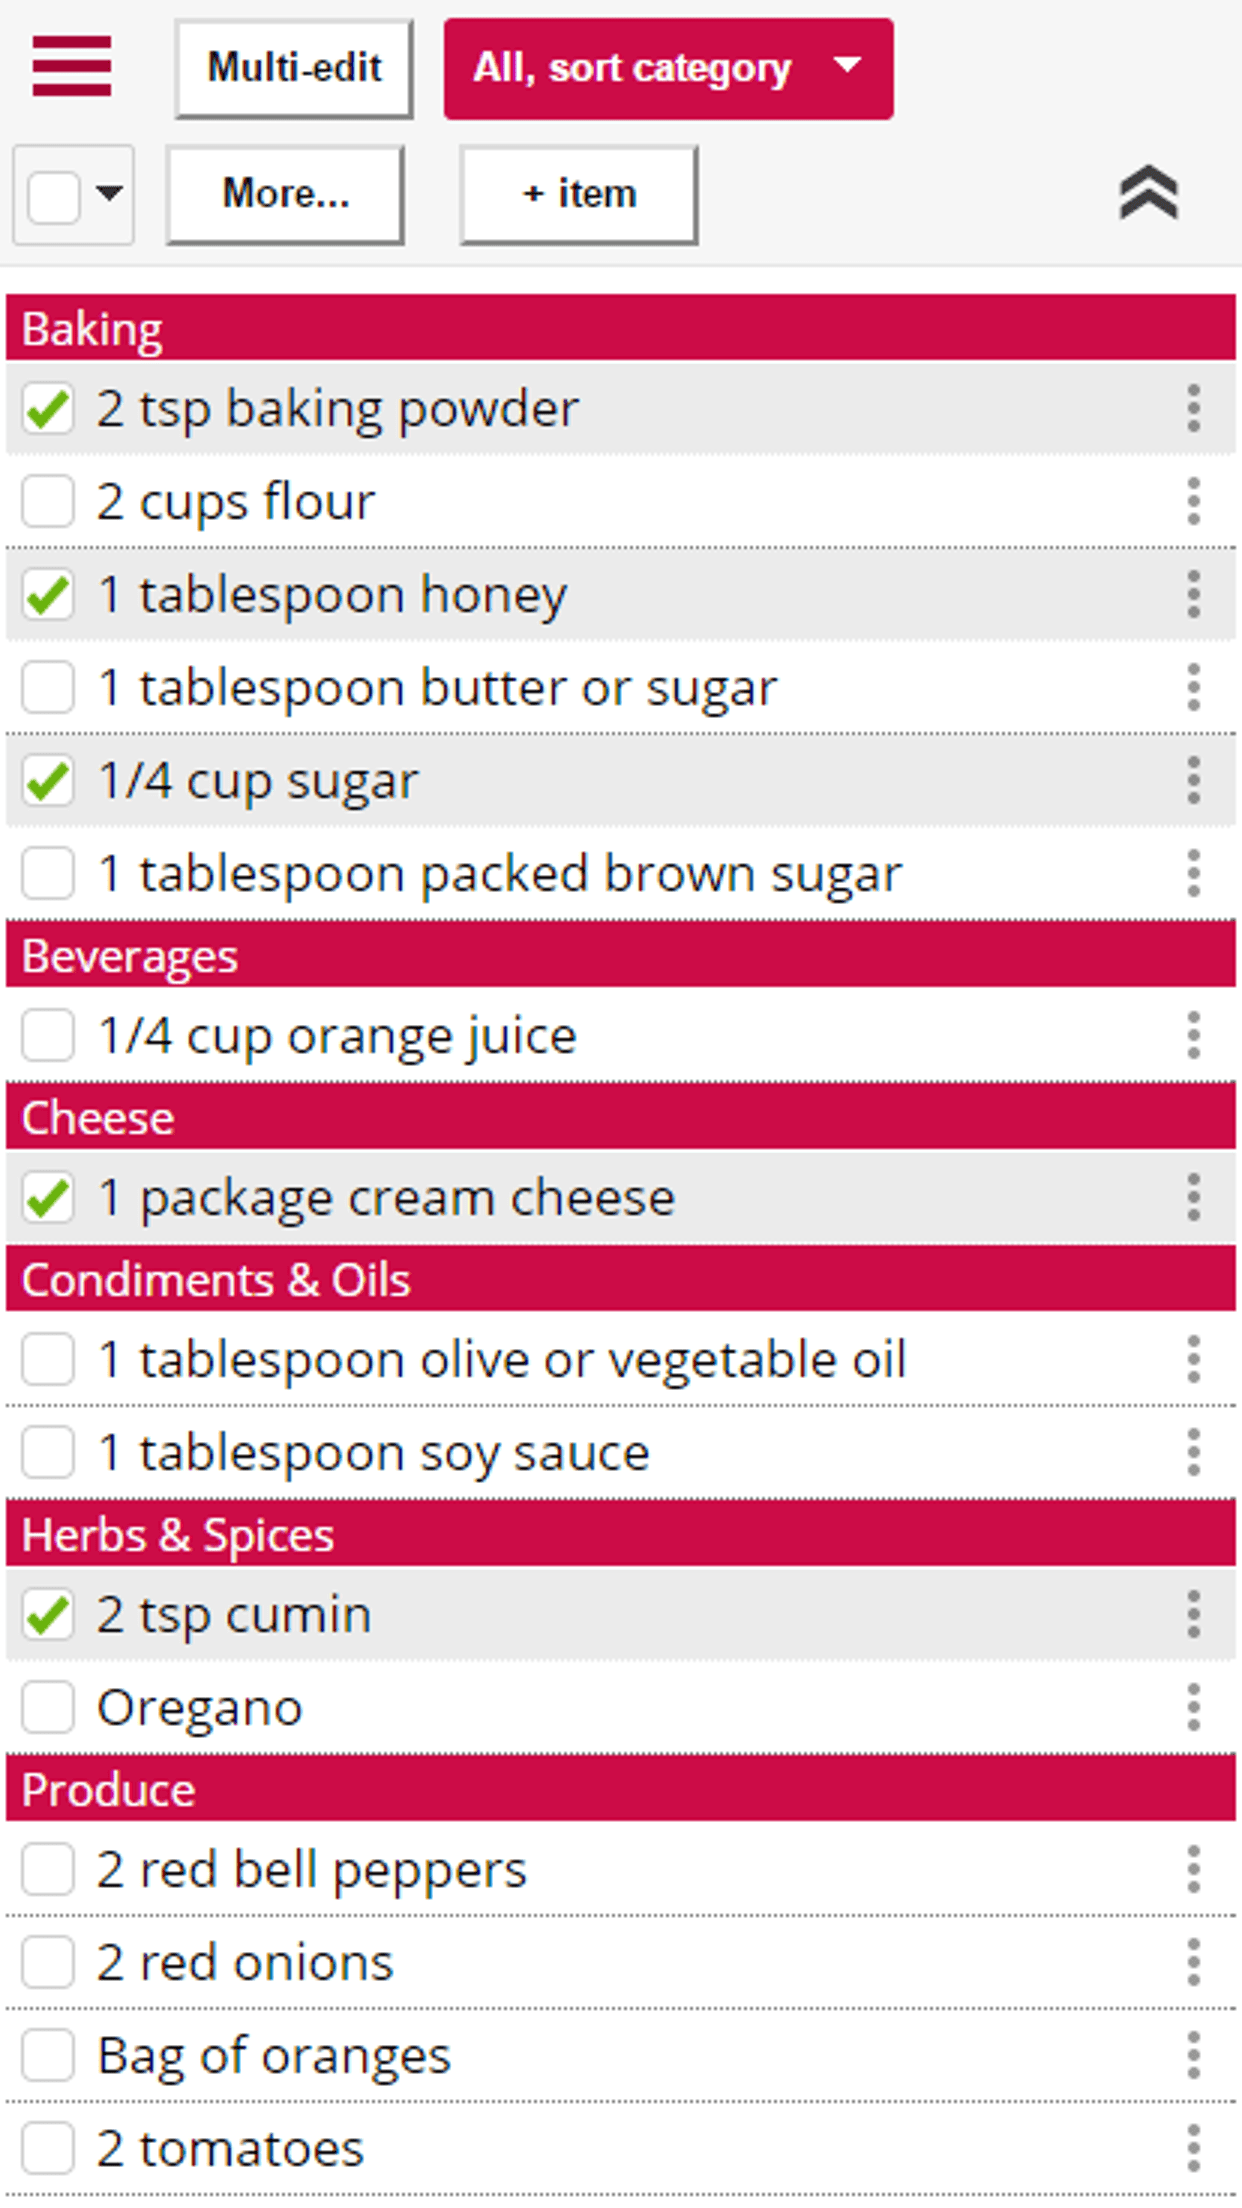 Multi-edit
All, sort category
More...
+ item
Baking
2 tsp baking powder
2 cups flour
1 tablespoon honey
1 tablespoon butter or sugar
1/4 cup sugar
1 tablespoon packed brown sugar
Beverages
1/4 cup orange juice
Cheese
1 package cream cheese
Condiments & Oils
1 tablespoon olive or vegetable oil
1 tablespoon soy sauce
Herbs & Spices
2 tsp cumin
Oregano
Produce
2 red bell peppers
2 red onions
Bag of oranges
2 tomatoes